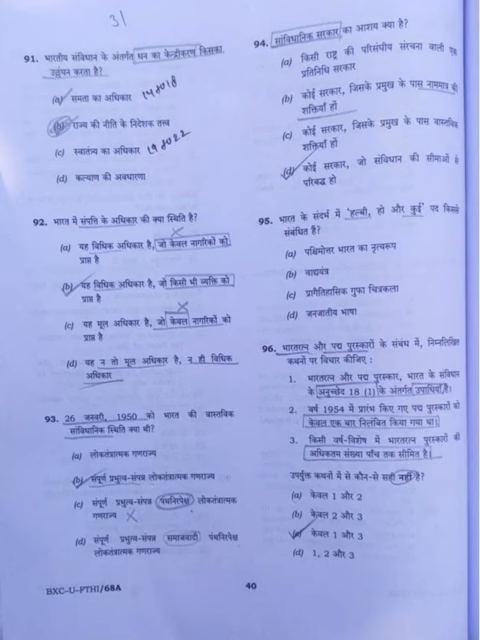 31
91. भारतीय संविधान के अंतर्गत धन का केन्द्रीकरण किसका
उल्लंघन करता है?
(a) समता का अधिकार
(b) राज्य की नीति के निदेशक तत्त्व
(c) स्वातंत्र्य का अधिकार
(d) कल्याण की अवधारणा
92. भारत में संपत्ति के अधिकार की क्या स्थिति है?
(a) यह विधिक अधिकार है, जो केवल नागरिकों को
प्राप्त है
(b) यह विधिक अधिकार है, जो किसी भी व्यक्ति को
प्राप्त है
(c) यह मूल अधिकार है, जो केवल नागरिकों को
प्राप्त है
(d) यह न तो मूल अधिकार है, न ही विधिक
अधिकार
93. 26 जनवरी, 1950 को भारत की वास्तविक
सांविधानिक स्थिति क्या थी?
(a) लोकतंत्रात्मक गणराज्य
(b) संपूर्ण प्रभुत्व-संपन्न लोकतंत्रात्मक गणराज्य
(c) संपूर्ण प्रभुत्व-संपन्न पंथनिरपेक्ष लोकतंत्रात्मक
गणराज्य
(d) संपूर्ण प्रभुत्व-संपन्न समाजवादी पंथनिरपेक्ष
लोकतंत्रात्मक गणराज्य
94. सांविधानिक सरकार का आशय क्या है?
(a) किसी राष्ट्र की परिसंघीय संरचना वाली एक
प्रतिनिधि सरकार
(b) कोई सरकार, जिसके प्रमुख के पास नाममात्र की
शक्तियाँ हों
(c) कोई सरकार, जिसके प्रमुख के पास वास्तविक
शक्तियाँ हों
(d) कोई सरकार, जो संविधान की सीमाओं से
परिबद्ध हो
95. भारत के संदर्भ में 'हल्बी, हो और कुई' पद किससे
संबंधित हैं?
(a) पश्चिमोत्तर भारत का नृत्यरूप
(b) वाद्ययंत्र
(c) प्रागैतिहासिक गुफा चित्रकला
(d) जनजातीय भाषा
96. भारतरत्न और पद्म पुरस्कारों के संबंध में, निम्नलिखित
कथनों पर विचार कीजिए :
1. भारतरत्न और पद्म पुरस्कार, भारत के संविधान
के अनुच्छेद 18 (1) के अंतर्गत उपाधियाँ हैं।
2. वर्ष 1954 में प्रारंभ किए गए पद्म पुरस्कारों को
केवल एक बार निलंबित किया गया था।
3. किसी वर्ष-विशेष में भारतरत्न पुरस्कारों की
अधिकतम संख्या पाँच तक सीमित है।
उपर्युक्त कथनों में से कौन-से सही नहीं हैं?
(a) केवल 1 और 2
(b) केवल 2 और 3
(c) केवल 1 और 3
(d) 1, 2 और 3
BXC-U-FTHI/68A
40